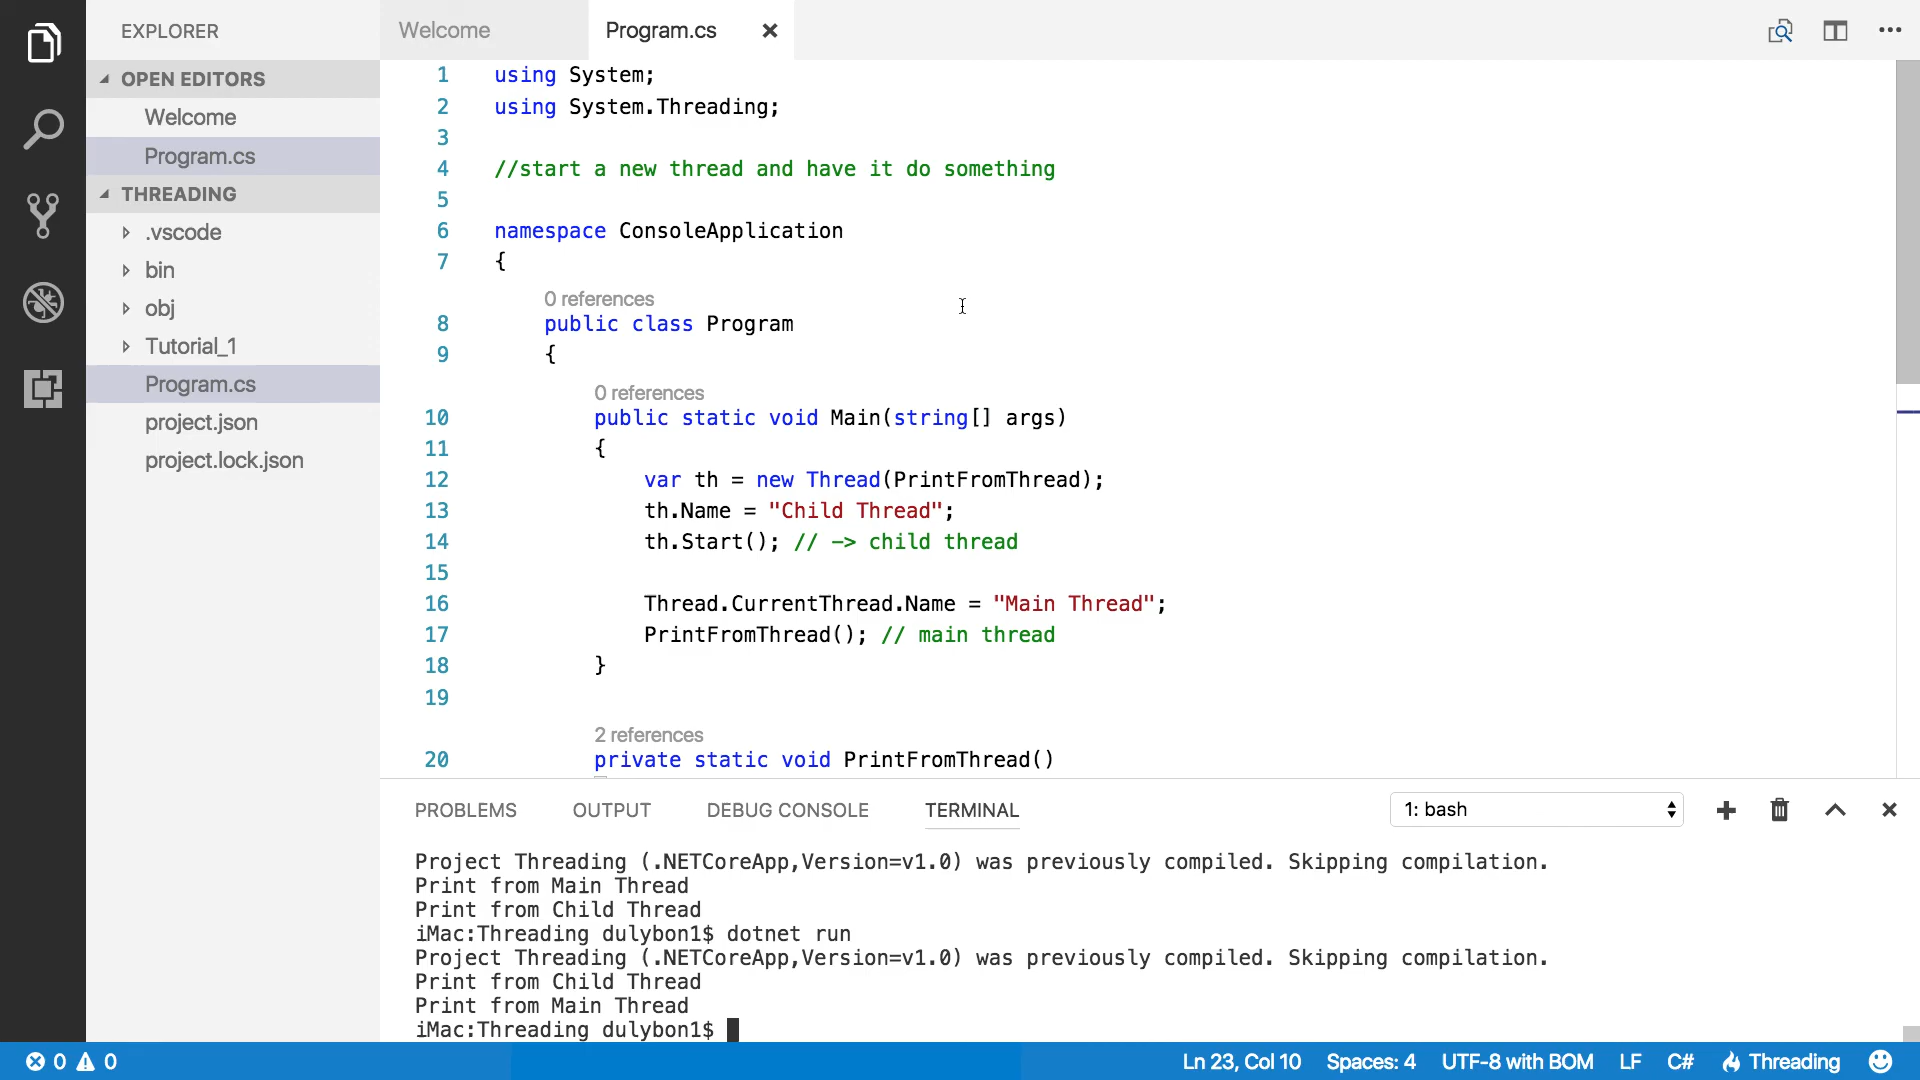 EXPLORER
OPEN EDITORS
Welcome
Program.cs
THREADING
.vscode
bin
obj
Tutorial_1
Program.cs
project.json
project.lock.json
Welcome
Program.cs
1 using System;
2 using System.Threading;
3
4 //start a new thread and have it do something
5
6 namespace ConsoleApplication
7 {
0 references
8 public class Program
9 {
0 references
10 public static void Main(string[] args)
11 {
12 var th = new Thread(PrintFromThread);
13 th.Name = "Child Thread";
14 th.Start(); // -> child thread
15
16 Thread.CurrentThread.Name = "Main Thread";
17 PrintFromThread(); // main thread
18 }
19
2 references
20 private static void PrintFromThread()
PROBLEMS OUTPUT DEBUG CONSOLE TERMINAL 1: bash
Project Threading (.NETCoreApp,Version=v1.0) was previously compiled. Skipping compilation.
Print from Main Thread
Print from Child Thread
iMac:Threading dulybon1$ dotnet run
Project Threading (.NETCoreApp,Version=v1.0) was previously compiled. Skipping compilation.
Print from Child Thread
Print from Main Thread
iMac:Threading dulybon1$
0 0 Ln 23, Col 10 Spaces: 4 UTF-8 with BOM LF C# Threading